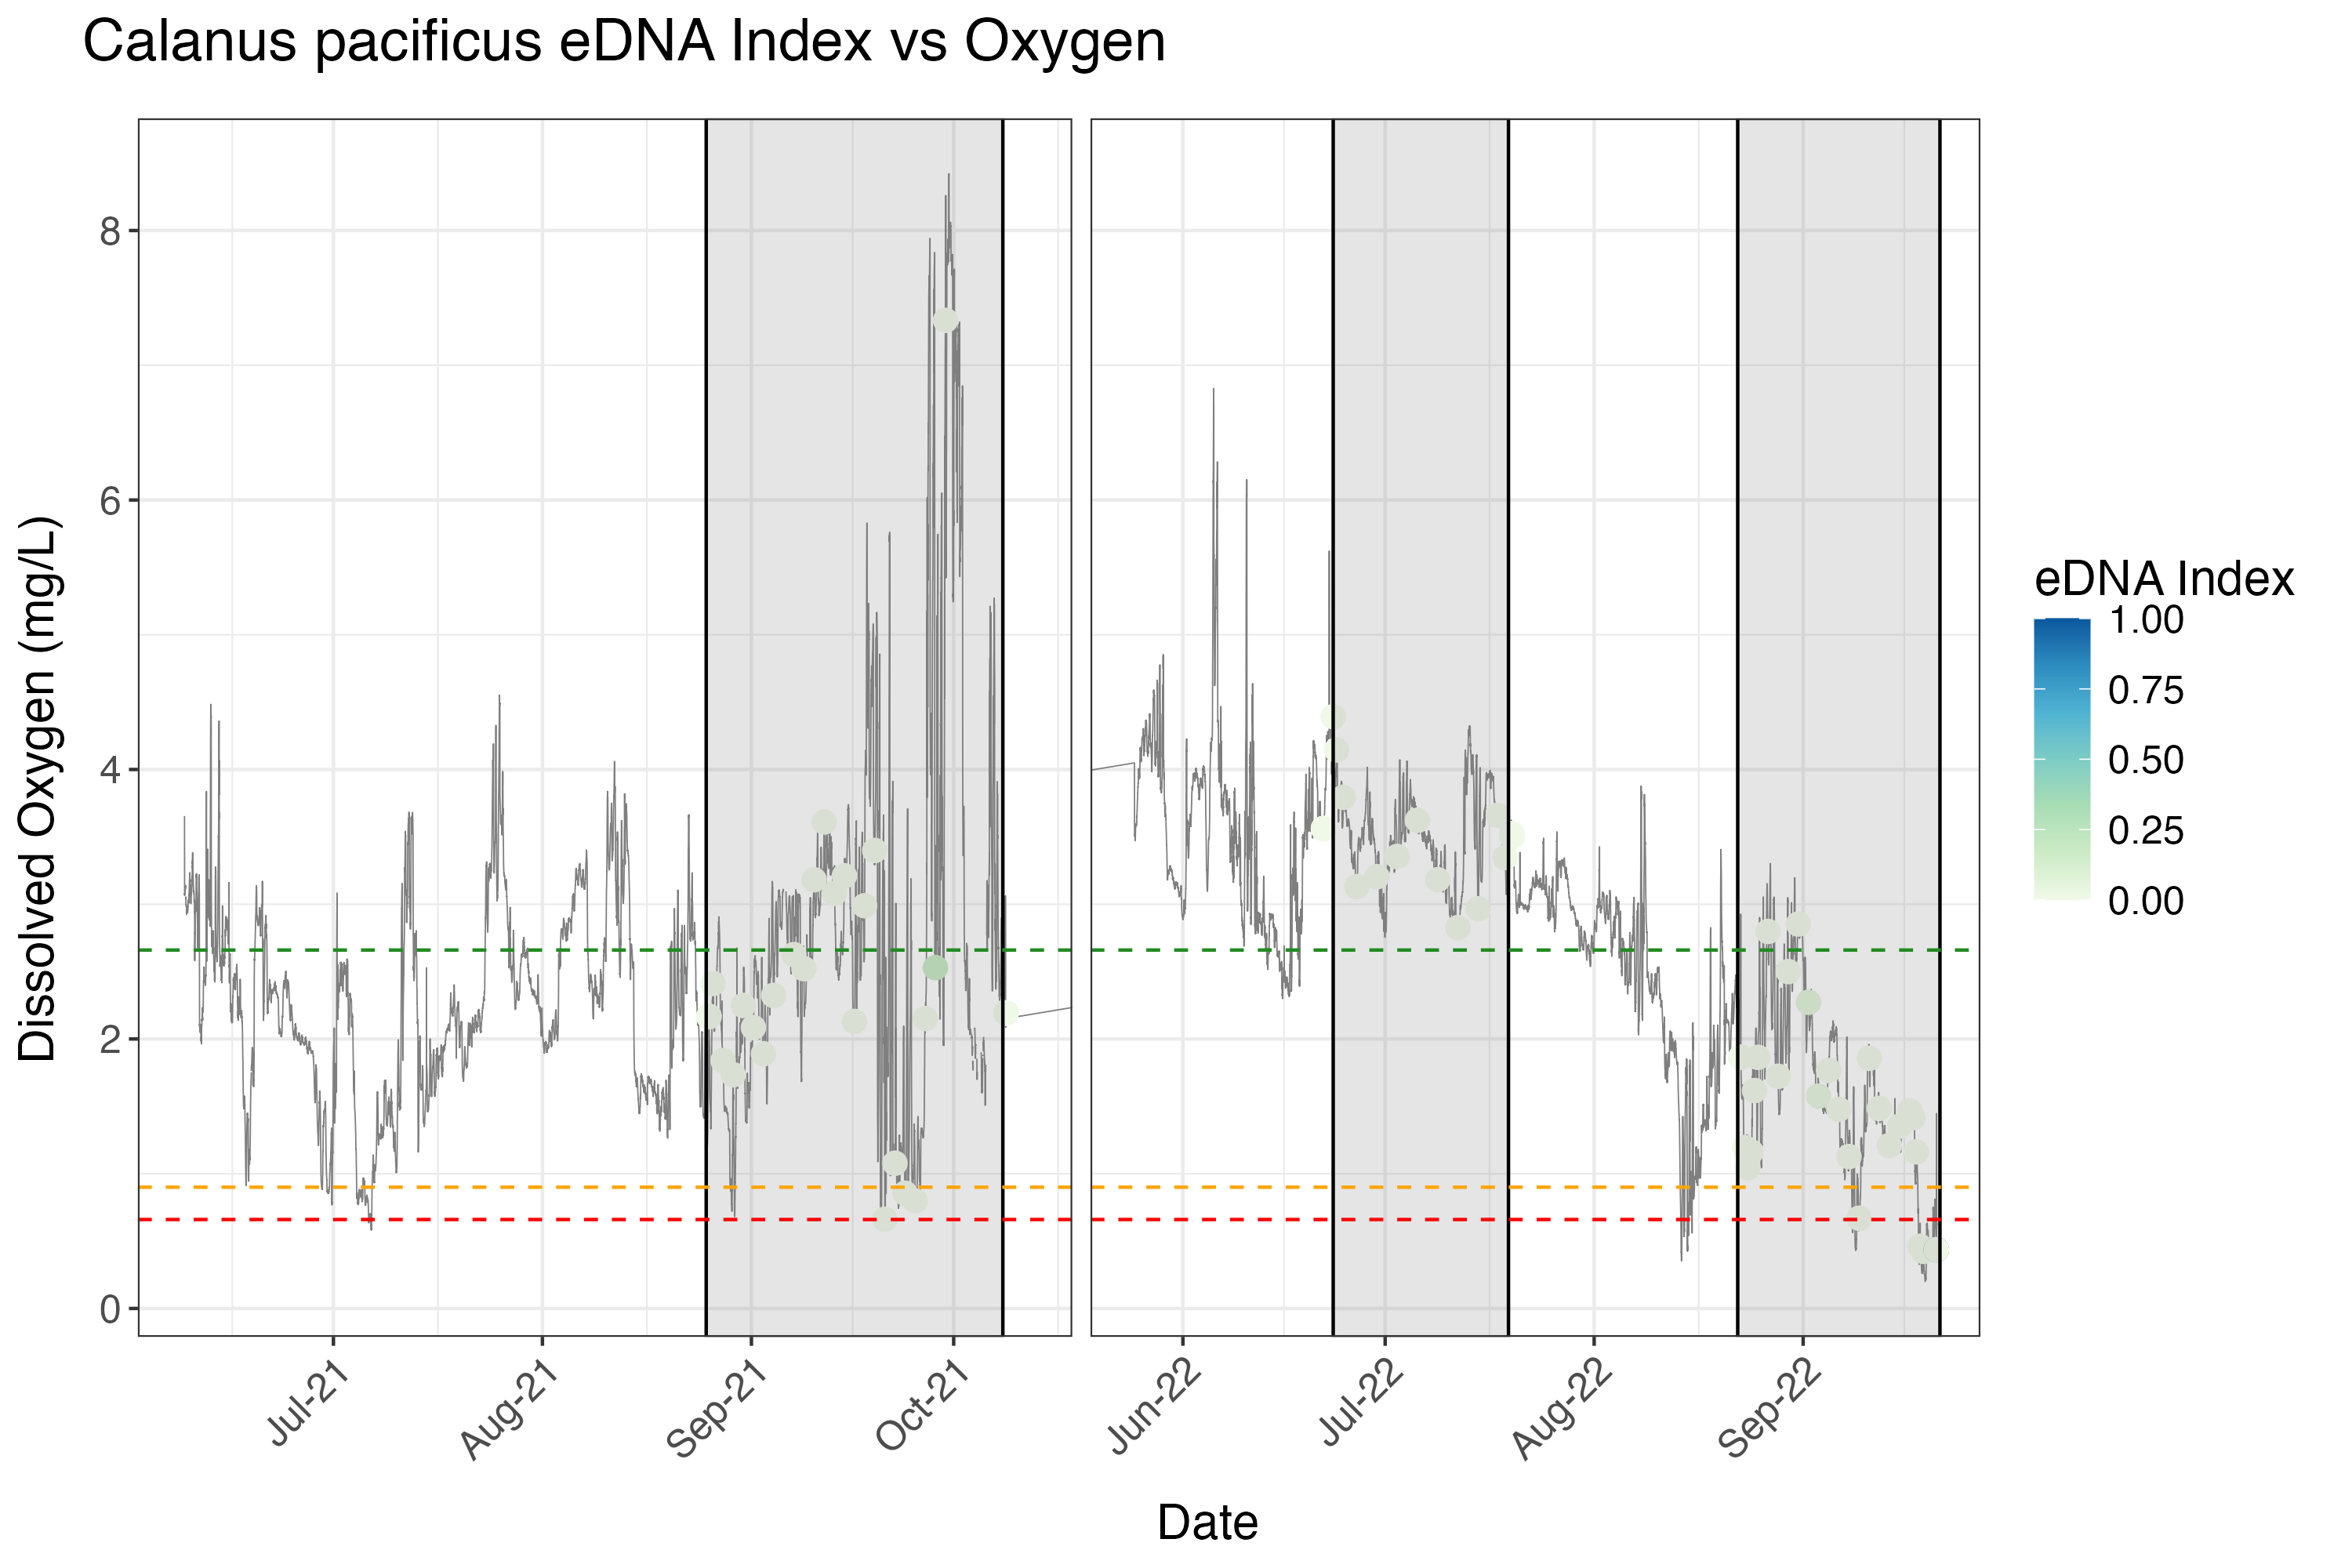 Calanus pacificus eDNA Index vs Oxygen
Dissolved Oxygen (mg/L)
8
6
4
2
0
Jul-21
Aug-21
Sep-21
Oct-21
Jun-22
Jul-22
Aug-22
Sep-22
Date
eDNA Index
1.00
0.75
0.50
0.25
0.00